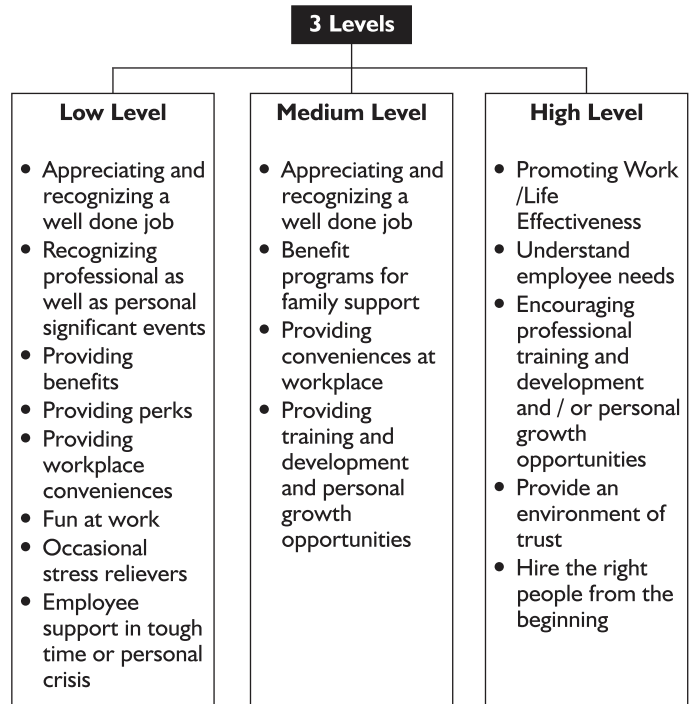 3 Levels
Low Level
• Appreciating and
recognizing a
well done job
• Recognizing
professional as
well as personal
significant events
• Providing
benefits
• Providing perks
• Providing
workplace
conveniences
• Fun at work
• Occasional
stress relievers
• Employee
support in tough
time or personal
crisis
Medium Level
• Appreciating and
recognizing a
well done job
• Benefit
programs for
family support
• Providing
conveniences at
workplace
• Providing
training and
development
and personal
growth
opportunities
High Level
• Promoting Work
/Life
Effectiveness
• Understand
employee needs
• Encouraging
professional
training and
development
and / or personal
growth
opportunities
• Provide an
environment of
trust
• Hire the right
people from the
beginning